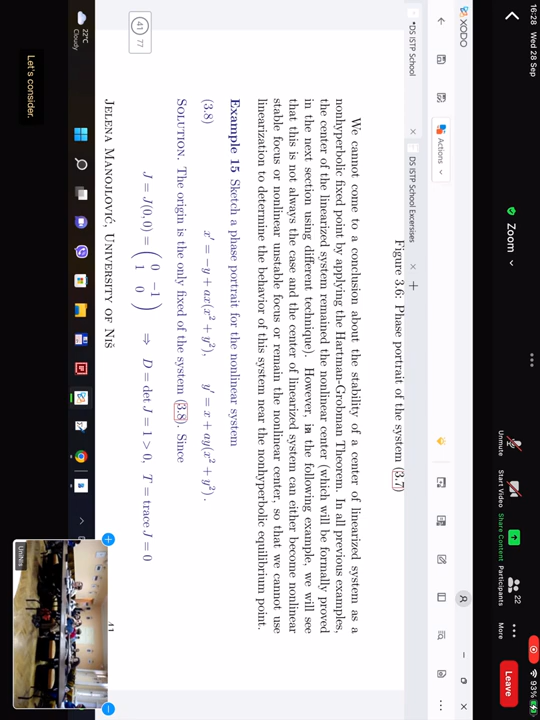 16:28 Wed 28 Sep
93%
Zoom
Unmute
Start Video
Share Content
22
Participants
More
Leave
XODO
Actions
*DS ISTP School
DS ISTP School Excersises
Figure 3.6: Phase portrait of the system (3.7)
We cannot come to a conclusion about the stability of a center of linearized system as a
nonhyperbolic fixed point by applying the Hartman-Grobman Theorem. In all previous examples,
the center of the linearized system remained the nonlinear center (which will be formally proved
in the next section using different technique). However, in the following example, we will see
that this is not always the case and the center of linearized system can either become nonlinear
stable focus or nonlinear unstable focus or remain the nonlinear center, so that we cannot use
linearization to determine the behavior of this system near the nonhyperbolic equilibrium point.
Example 15 Sketch a phase portrait for the nonlinear system
(3.8) x′ = −y + ax(x² + y²), y′ = x + ay(x² + y²).
SOLUTION. The origin is the only fixed of the system (3.8). Since
J = J(0, 0) = ( 0 −1
1 0 ) ⇒ D = det J = 1 > 0, T = trace J = 0
JELENA MANOJLOVIĆ, UNIVERSITY OF NIŠ
41
41 77
22°C
Cloudy
UniNis
Let's consider.